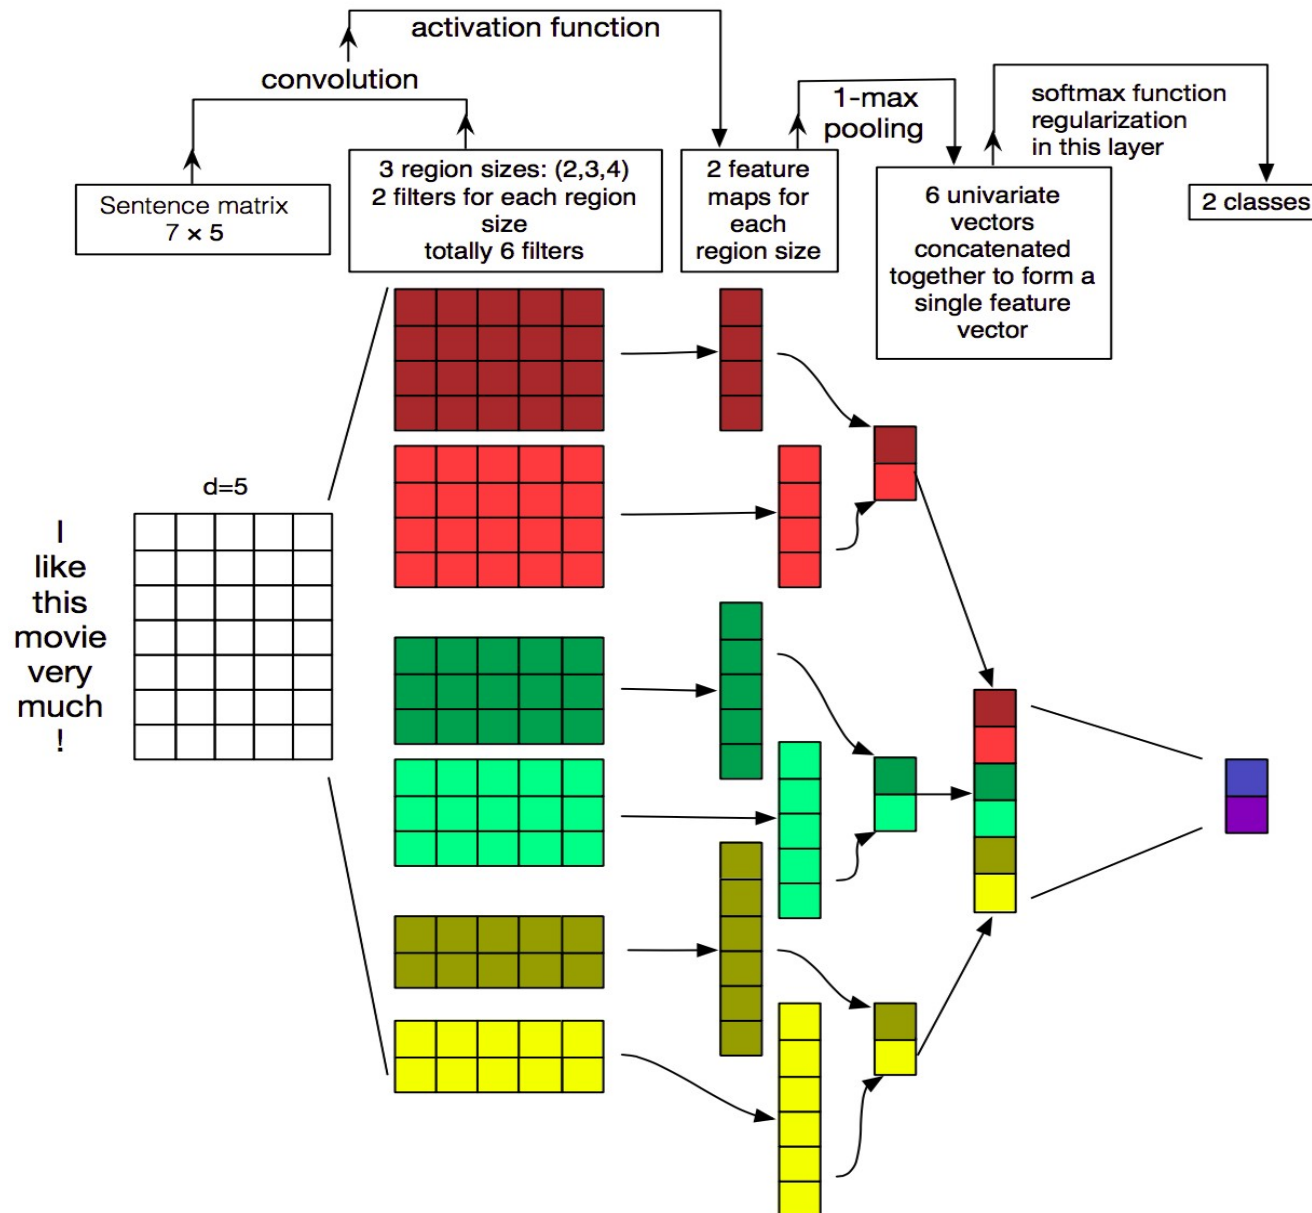 activation function
convolution
1-max
pooling
softmax function
regularization
in this layer
Sentence matrix
7 × 5
3 region sizes: (2,3,4)
2 filters for each region
size
totally 6 filters
2 feature
maps for
each
region size
6 univariate
vectors
concatenated
together to form a
single feature
vector
2 classes
d=5
I
like
this
movie
very
much
!